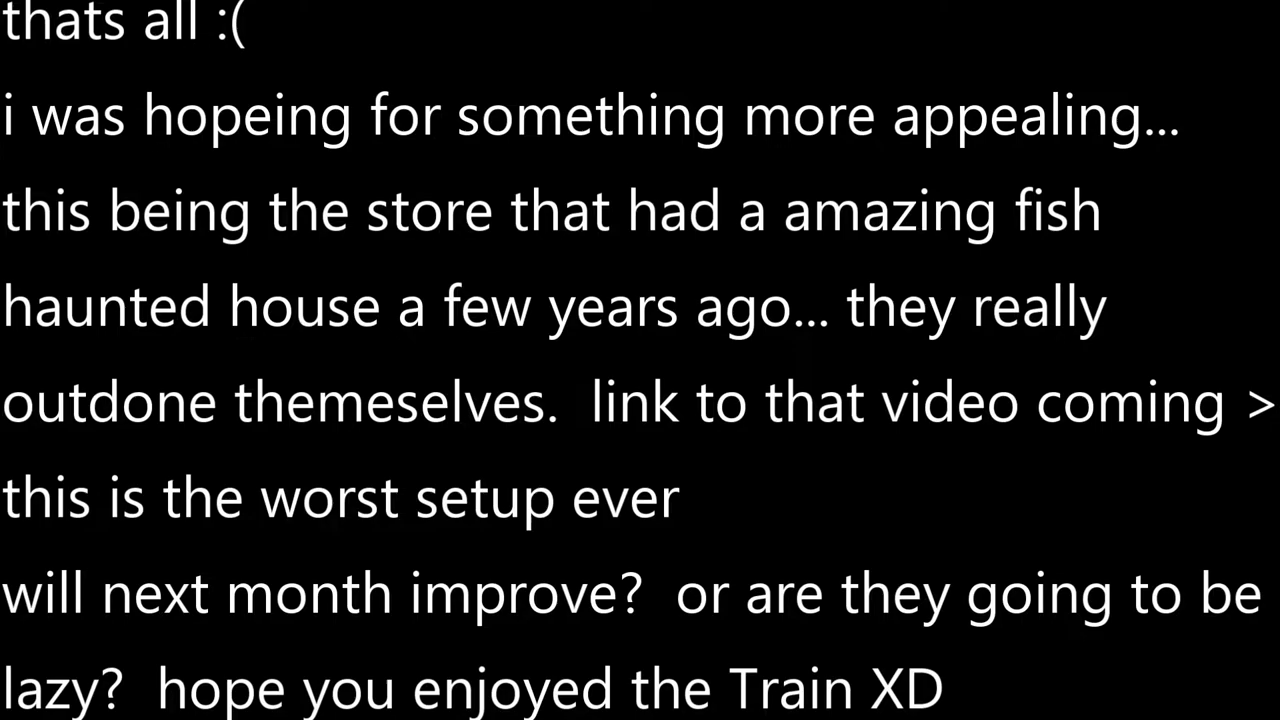 thats all :(
i was hopeing for something more appealing...
this being the store that had a amazing fish
haunted house a few years ago... they really
outdone themeselves.  link to that video coming >
this is the worst setup ever
will next month improve?  or are they going to be
lazy?  hope you enjoyed the Train XD